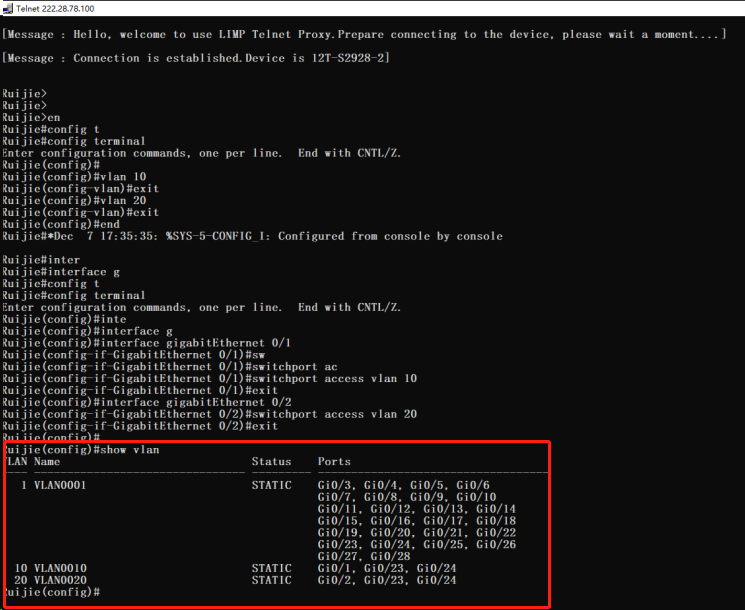 Telnet 222.28.78.100
[Message : Hello, welcome to use LIMP Telnet Proxy.Prepare connecting to the device, please wait a moment....]
[Message : Connection is established.Device is 12T-S2928-2]
Ruijie>
Ruijie>
Ruijie>en
Ruijie#config t
Ruijie#config terminal
Enter configuration commands, one per line.  End with CNTL/Z.
Ruijie(config)#
Ruijie(config)#vlan 10
Ruijie(config-vlan)#exit
Ruijie(config)#vlan 20
Ruijie(config-vlan)#exit
Ruijie(config)#end
Ruijie#*Dec  7 17:35:35: %SYS-5-CONFIG_I: Configured from console by console
Ruijie#inter
Ruijie#interface g
Ruijie#config t
Ruijie#config terminal
Enter configuration commands, one per line.  End with CNTL/Z.
Ruijie(config)#inte
Ruijie(config)#interface g
Ruijie(config)#interface gigabitEthernet 0/1
Ruijie(config-if-GigabitEthernet 0/1)#sw
Ruijie(config-if-GigabitEthernet 0/1)#switchport ac
Ruijie(config-if-GigabitEthernet 0/1)#switchport access vlan 10
Ruijie(config-if-GigabitEthernet 0/1)#exit
Ruijie(config)#interface gigabitEthernet 0/2
Ruijie(config-if-GigabitEthernet 0/2)#switchport access vlan 20
Ruijie(config-if-GigabitEthernet 0/2)#exit
Ruijie(config)#
Ruijie(config)#show vlan
VLAN Name Status Ports
1 VLAN0001 STATIC Gi0/3, Gi0/4, Gi0/5, Gi0/6
Gi0/7, Gi0/8, Gi0/9, Gi0/10
Gi0/11, Gi0/12, Gi0/13, Gi0/14
Gi0/15, Gi0/16, Gi0/17, Gi0/18
Gi0/19, Gi0/20, Gi0/21, Gi0/22
Gi0/23, Gi0/24, Gi0/25, Gi0/26
Gi0/27, Gi0/28
10 VLAN0010 STATIC Gi0/1, Gi0/23, Gi0/24
20 VLAN0020 STATIC Gi0/2, Gi0/23, Gi0/24
Ruijie(config)#